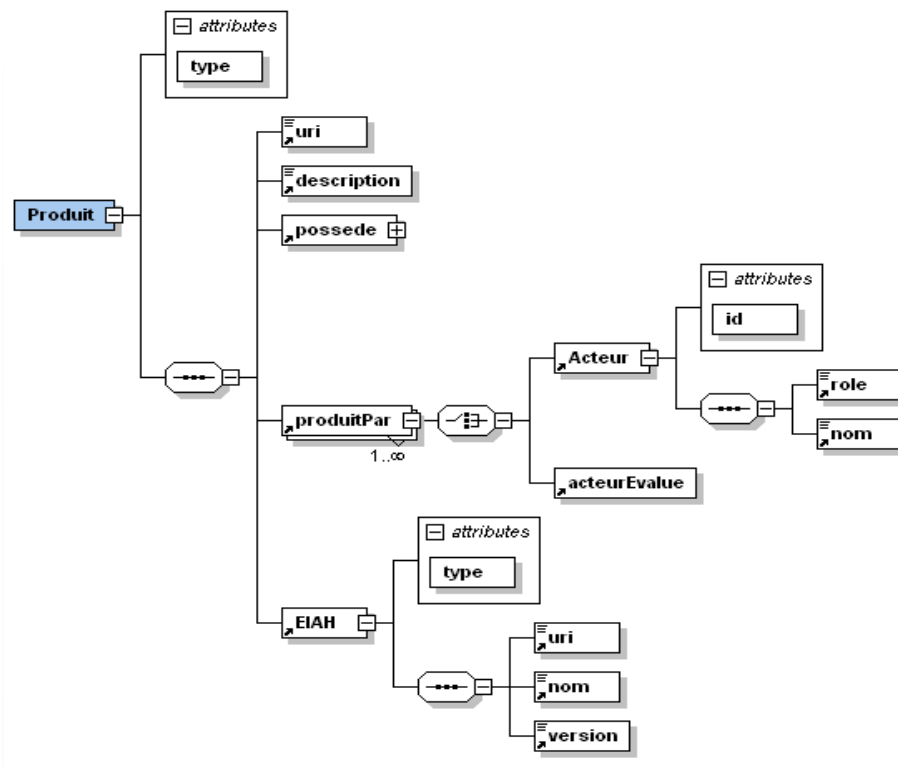 attributes
type
uri
description
possede
Produit
attributes
id
Acteur
role
nom
produitPar
1..∞
acteurEvalue
attributes
type
EIAH
uri
nom
version